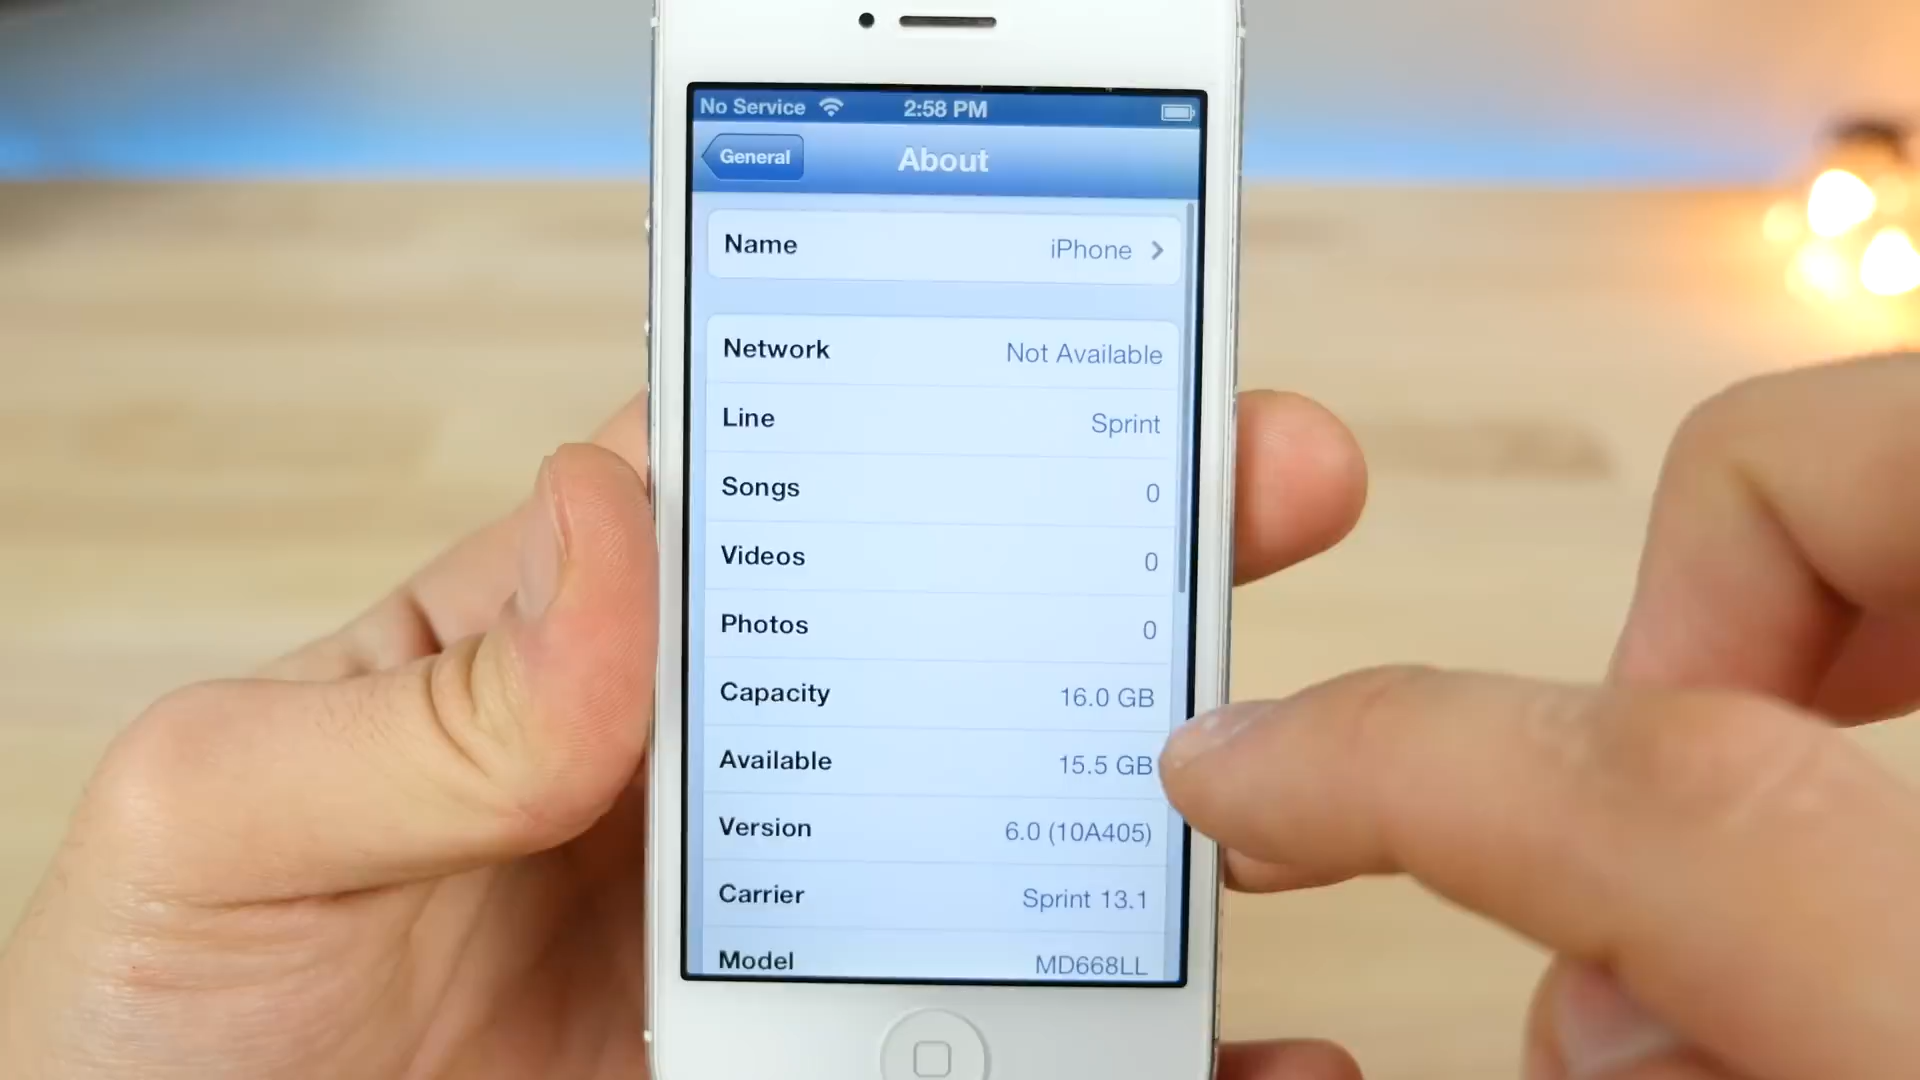 No Service 2:58 PM
General About
Name iPhone
Network Not Available
Line Sprint
Songs 0
Videos 0
Photos 0
Capacity 16.0 GB
Available 15.5 GB
Version 6.0 (10A405)
Carrier Sprint 13.1
Model MD668LL